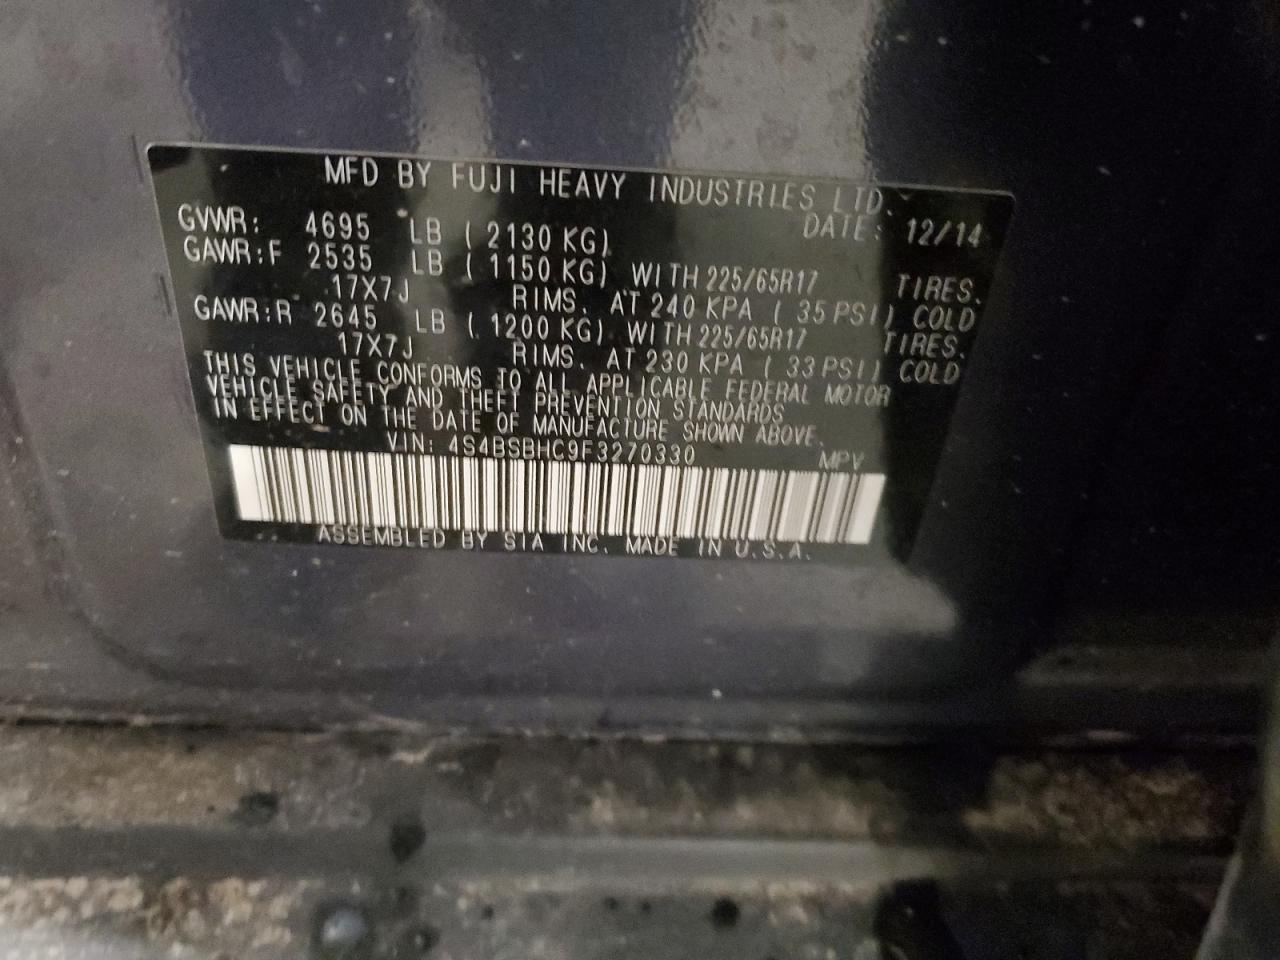 MFD BY FUJI HEAVY INDUSTRIES LTD.
DATE: 12/14
GVWR: 4695 LB ( 2130 KG)
GAWR:F 2535 LB ( 1150 KG) WITH 225/65R17 TIRES.
17X7J RIMS. AT 240 KPA ( 35 PSI) COLD
GAWR:R 2645 LB ( 1200 KG) WITH 225/65R17 TIRES.
17X7J RIMS. AT 230 KPA ( 33 PSI) COLD
THIS VEHICLE CONFORMS TO ALL APPLICABLE FEDERAL MOTOR
VEHICLE SAFETY AND THEFT PREVENTION STANDARDS
IN EFFECT ON THE DATE OF MANUFACTURE SHOWN ABOVE.
VIN: 4S4BSBHC9F3270330 MPV
ASSEMBLED BY SIA INC. MADE IN U.S.A.